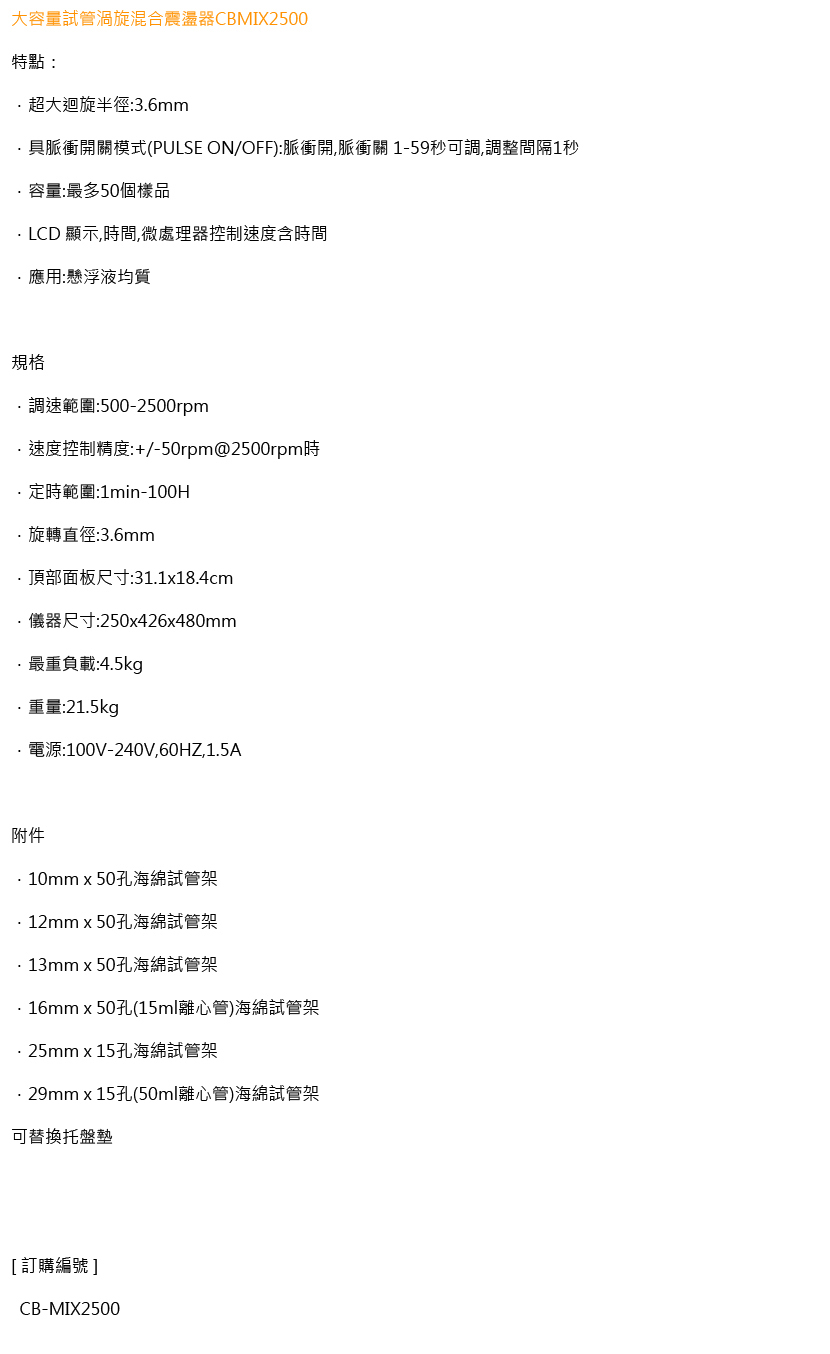 大容量試管渦旋混合震盪器CBMIX2500
特點：
﹒超大迴旋半徑:3.6mm
﹒具脈衝開關模式(PULSE ON/OFF):脈衝開,脈衝關 1-59秒可調,調整間隔1秒
﹒容量:最多50個樣品
﹒LCD 顯示,時間,微處理器控制速度含時間
﹒應用:懸浮液均質
規格
﹒調速範圍:500-2500rpm
﹒速度控制精度:+/-50rpm@2500rpm時
﹒定時範圍:1min-100H
﹒旋轉直徑:3.6mm
﹒頂部面板尺寸:31.1x18.4cm
﹒儀器尺寸:250x426x480mm
﹒最重負載:4.5kg
﹒重量:21.5kg
﹒電源:100V-240V,60HZ,1.5A
附件
﹒10mm x 50孔海綿試管架
﹒12mm x 50孔海綿試管架
﹒13mm x 50孔海綿試管架
﹒16mm x 50孔(15ml離心管)海綿試管架
﹒25mm x 15孔海綿試管架
﹒29mm x 15孔(50ml離心管)海綿試管架
可替換托盤墊
[ 訂購編號 ]
CB-MIX2500